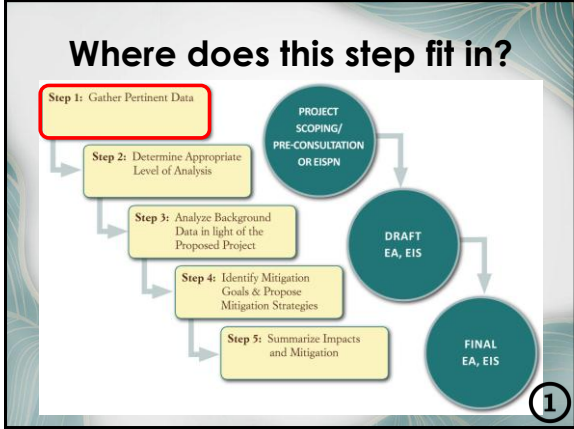 Where does this step fit in?
Step 1: Gather Pertinent Data
Step 2: Determine Appropriate
Level of Analysis
Step 3: Analyze Background
Data in light of the
Proposed Project
Step 4: Identify Mitigation
Goals & Propose
Mitigation Strategies
Step 5: Summarize Impacts
and Mitigation
PROJECT
SCOPING/
PRE-CONSULTATION
OR EISPN
DRAFT
EA, EIS
FINAL
EA, EIS
①